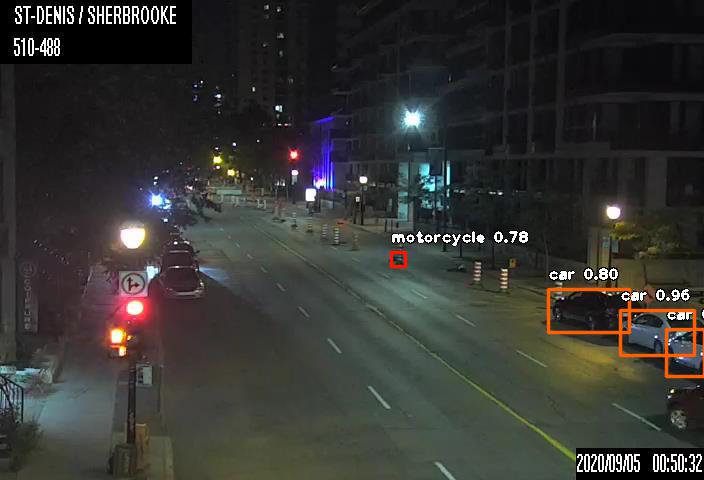 ST-DENIS / SHERBROOKE
510-488
motorcycle 0.78
car 0.80
car 0.96
car
2020/09/05 00:50:32